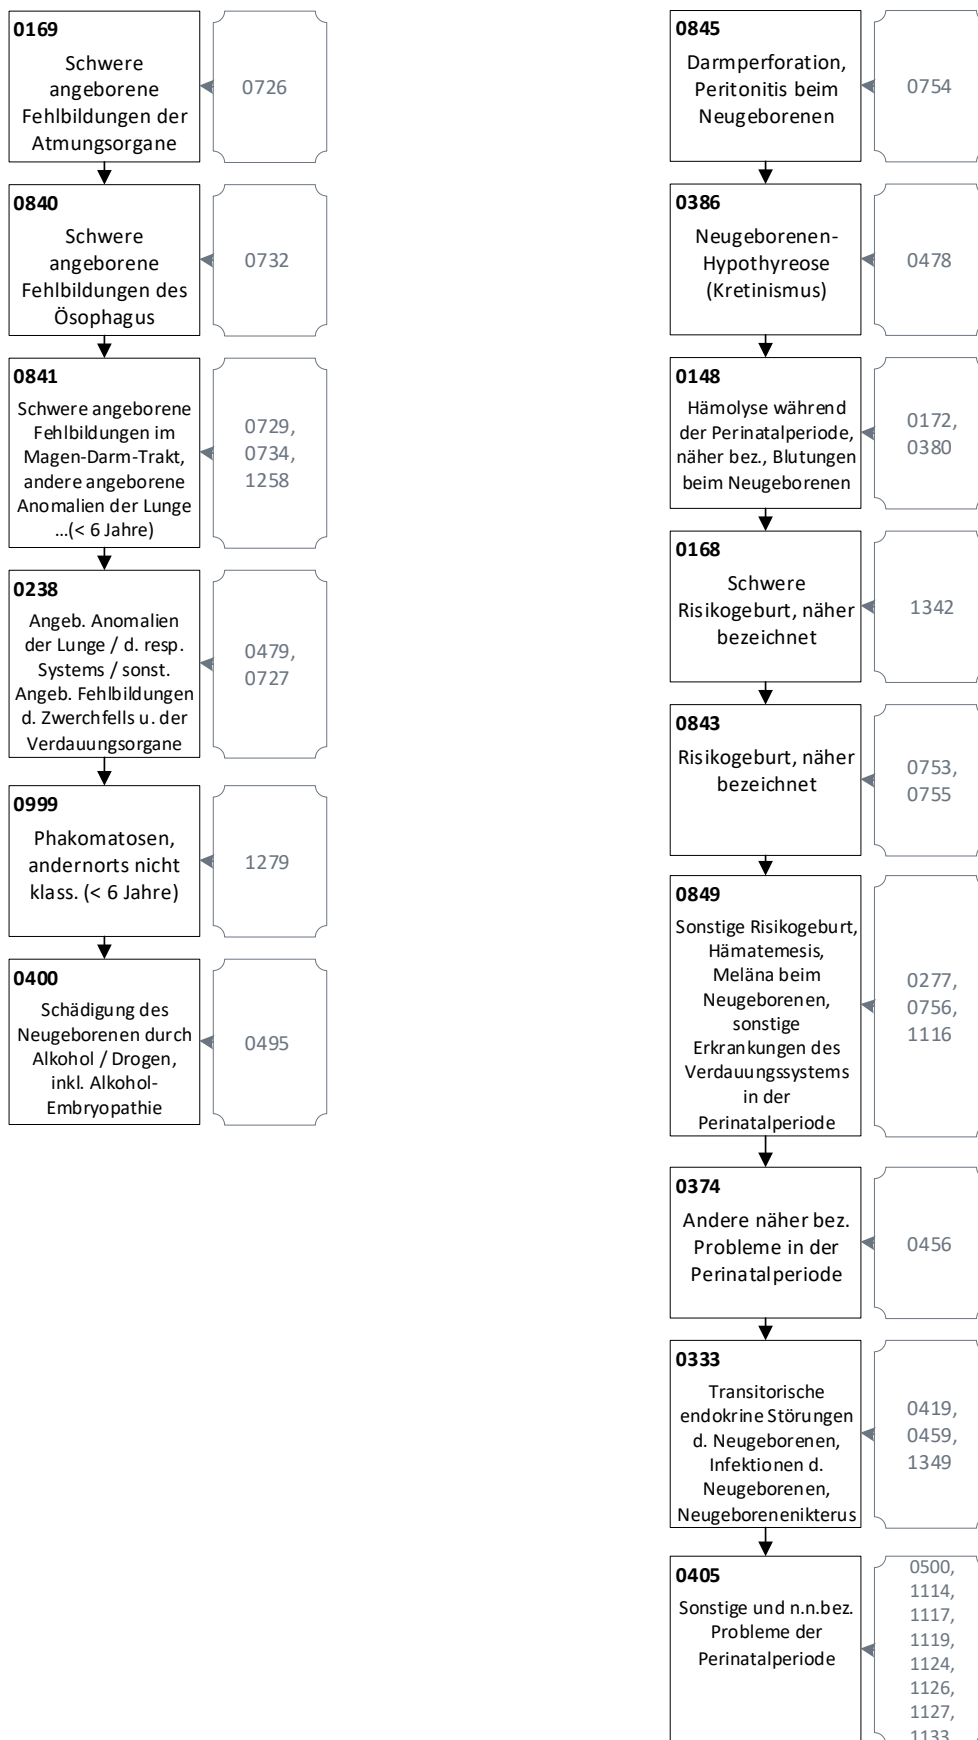 0169
Schwere
angeborene
Fehlbildungen der
Atmungsorgane
0726
0840
Schwere
angeborene
Fehlbildungen des
Ösophagus
0732
0841
Schwere angeborene
Fehlbildungen im
Magen-Darm-Trakt,
andere angeborene
Anomalien der Lunge
...(< 6 Jahre)
0729,
0734,
1258
0238
Angeb. Anomalien
der Lunge / d. resp.
Systems / sonst.
Angeb. Fehlbildungen
d. Zwerchfells u. der
Verdauungsorgane
0479,
0727
0999
Phakomatosen,
andernorts nicht
klass. (< 6 Jahre)
1279
0400
Schädigung des
Neugeborenen durch
Alkohol / Drogen,
inkl. Alkohol-
Embryopathie
0495
0845
Darmperforation,
Peritonitis beim
Neugeborenen
0754
0386
Neugeborenen-
Hypothyreose
(Kretinismus)
0478
0148
Hämolyse während
der Perinatalperiode,
näher bez., Blutungen
beim Neugeborenen
0172,
0380
0168
Schwere
Risikogeburt, näher
bezeichnet
1342
0843
Risikogeburt, näher
bezeichnet
0753,
0755
0849
Sonstige Risikogeburt,
Hämatemesis,
Meläna beim
Neugeborenen,
sonstige
Erkrankungen des
Verdauungssystems
in der
Perinatalperiode
0277,
0756,
1116
0374
Andere näher bez.
Probleme in der
Perinatalperiode
0456
0333
Transitorische
endokrine Störungen
d. Neugeborenen,
Infektionen d.
Neugeborenen,
Neugeborenenikterus
0419,
0459,
1349
0405
Sonstige und n.n.bez.
Probleme der
Perinatalperiode
0500,
1114,
1117,
1119,
1124,
1126,
1127,
1133